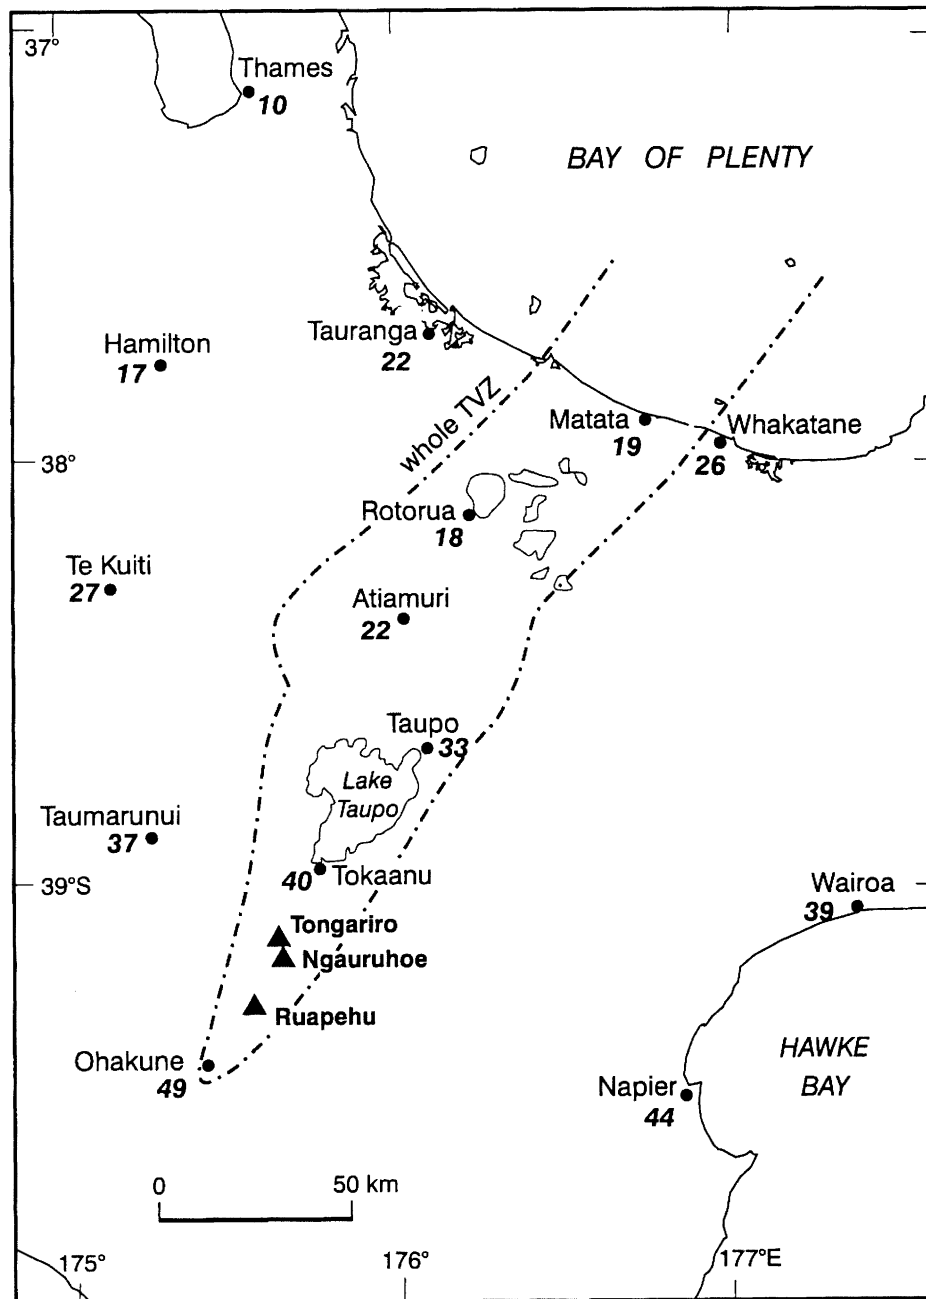 37°
Thames
10
BAY OF PLENTY
Hamilton
17
Tauranga
22
whole TVZ
Matata
19
Whakatane
26
38°
Rotorua
18
Te Kuiti
27
Atiamuri
22
Taupo
33
Lake
Taupo
Taumarunui
37
39°S
40
Tokaanu
Wairoa
39
Tongariro
Ngauruhoe
Ruapehu
Ohakune
49
HAWKE
BAY
Napier
44
0 50 km
175°
176°
177°E